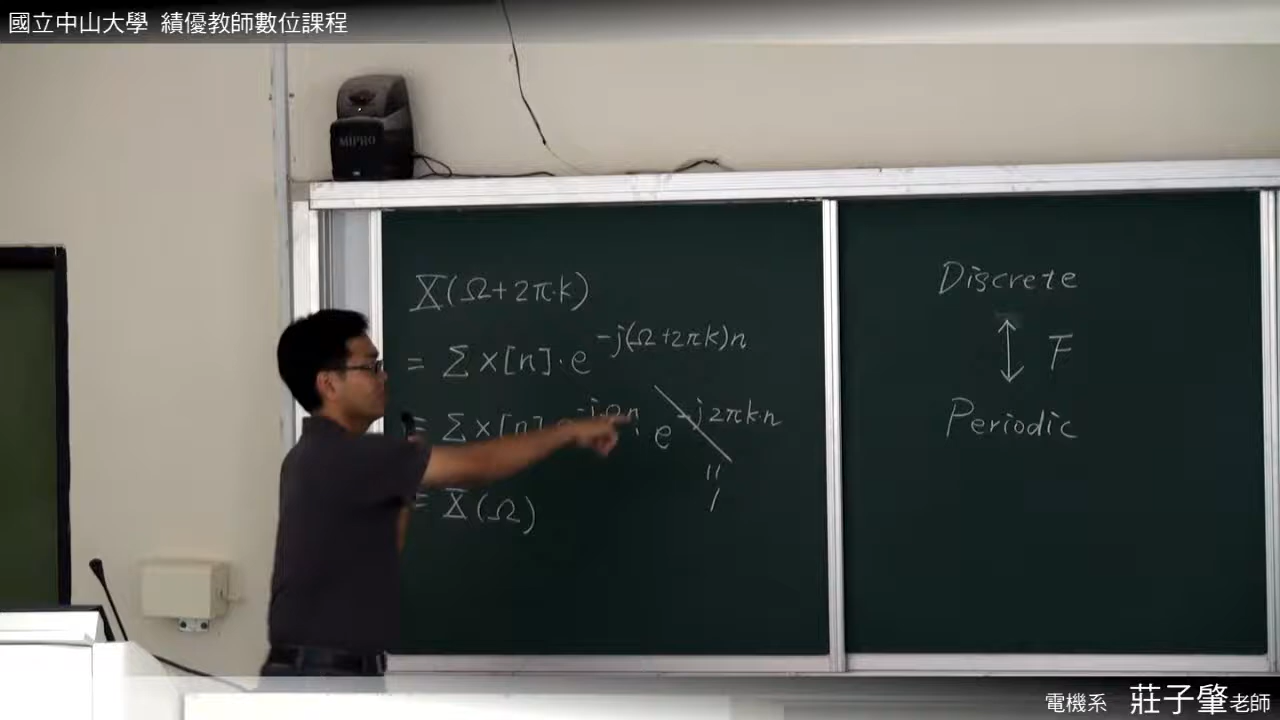 國立中山大學 績優教師數位課程
MIPRO
X(Ω+2π·k)
= Σ x[n]·e^{-j(Ω+2πk)n}
= Σ x[n] e^{-j·Ωn}· e^{-j2πk·n}
"
1
= X(Ω)
Discrete
↕ F
Periodic
電機系 莊子肇老師